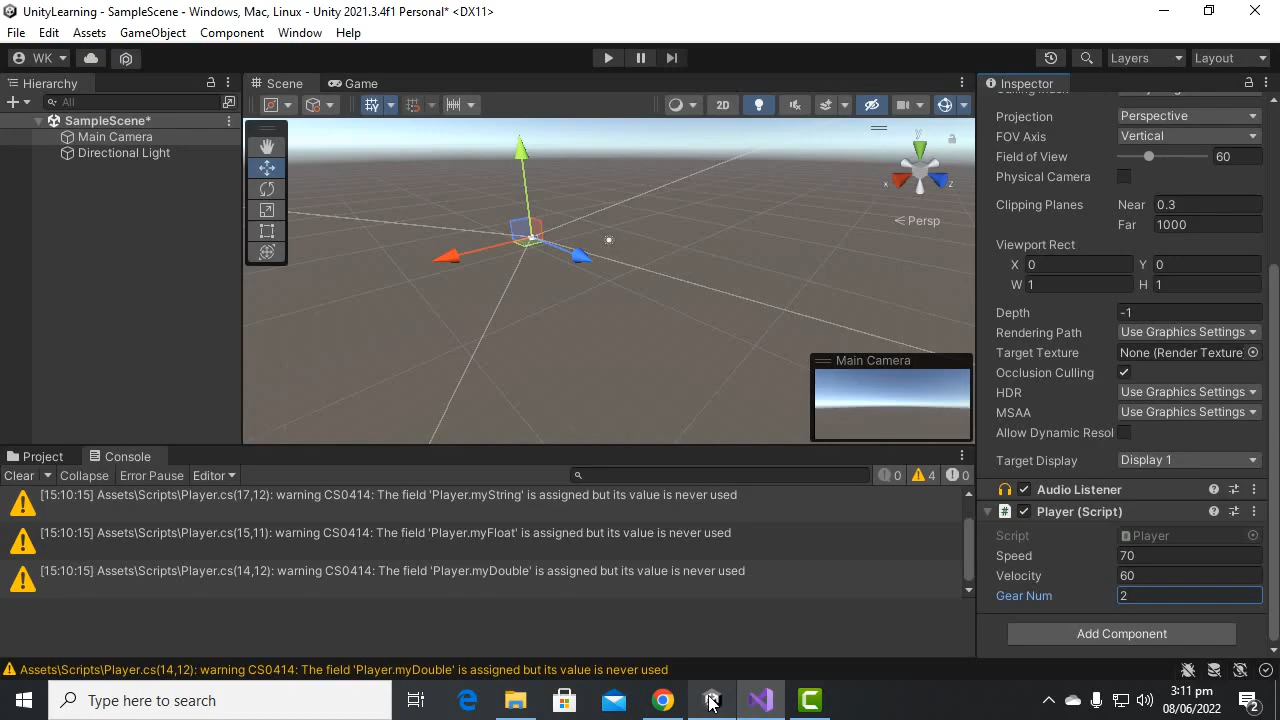 UnityLearning - SampleScene - Windows, Mac, Linux - Unity 2021.3.4f1 Personal* <DX11>
File Edit Assets GameObject Component Window Help
WK Layers Layout
Hierarchy
All
SampleScene*
Main Camera
Directional Light
Scene Game
2D
y
x z
Persp
Main Camera
Inspector
Projection Perspective
FOV Axis Vertical
Field of View 60
Physical Camera
Clipping Planes Near 0.3
Far 1000
Viewport Rect
X 0 Y 0
W 1 H 1
Depth -1
Rendering Path Use Graphics Settings
Target Texture None (Render Texture
Occlusion Culling
HDR Use Graphics Settings
MSAA Use Graphics Settings
Allow Dynamic Resol
Target Display Display 1
Audio Listener
# Player (Script)
Script Player
Speed 70
Velocity 60
Gear Num 2
Add Component
Project Console
Clear Collapse Error Pause Editor 0 4 0
[15:10:15] Assets\Scripts\Player.cs(17,12): warning CS0414: The field 'Player.myString' is assigned but its value is never used
[15:10:15] Assets\Scripts\Player.cs(15,11): warning CS0414: The field 'Player.myFloat' is assigned but its value is never used
[15:10:15] Assets\Scripts\Player.cs(14,12): warning CS0414: The field 'Player.myDouble' is assigned but its value is never used
Assets\Scripts\Player.cs(14,12): warning CS0414: The field 'Player.myDouble' is assigned but its value is never used
Type here to search
3:11 pm
08/06/2022
2